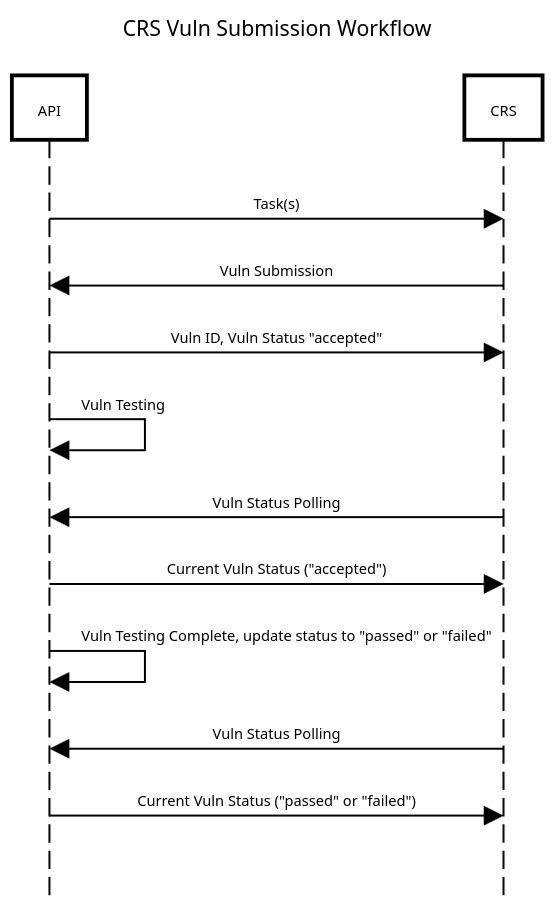 CRS Vuln Submission Workflow
API
CRS
Task(s)
Vuln Submission
Vuln ID, Vuln Status "accepted"
Vuln Testing
Vuln Status Polling
Current Vuln Status ("accepted")
Vuln Testing Complete, update status to "passed" or "failed"
Vuln Status Polling
Current Vuln Status ("passed" or "failed")